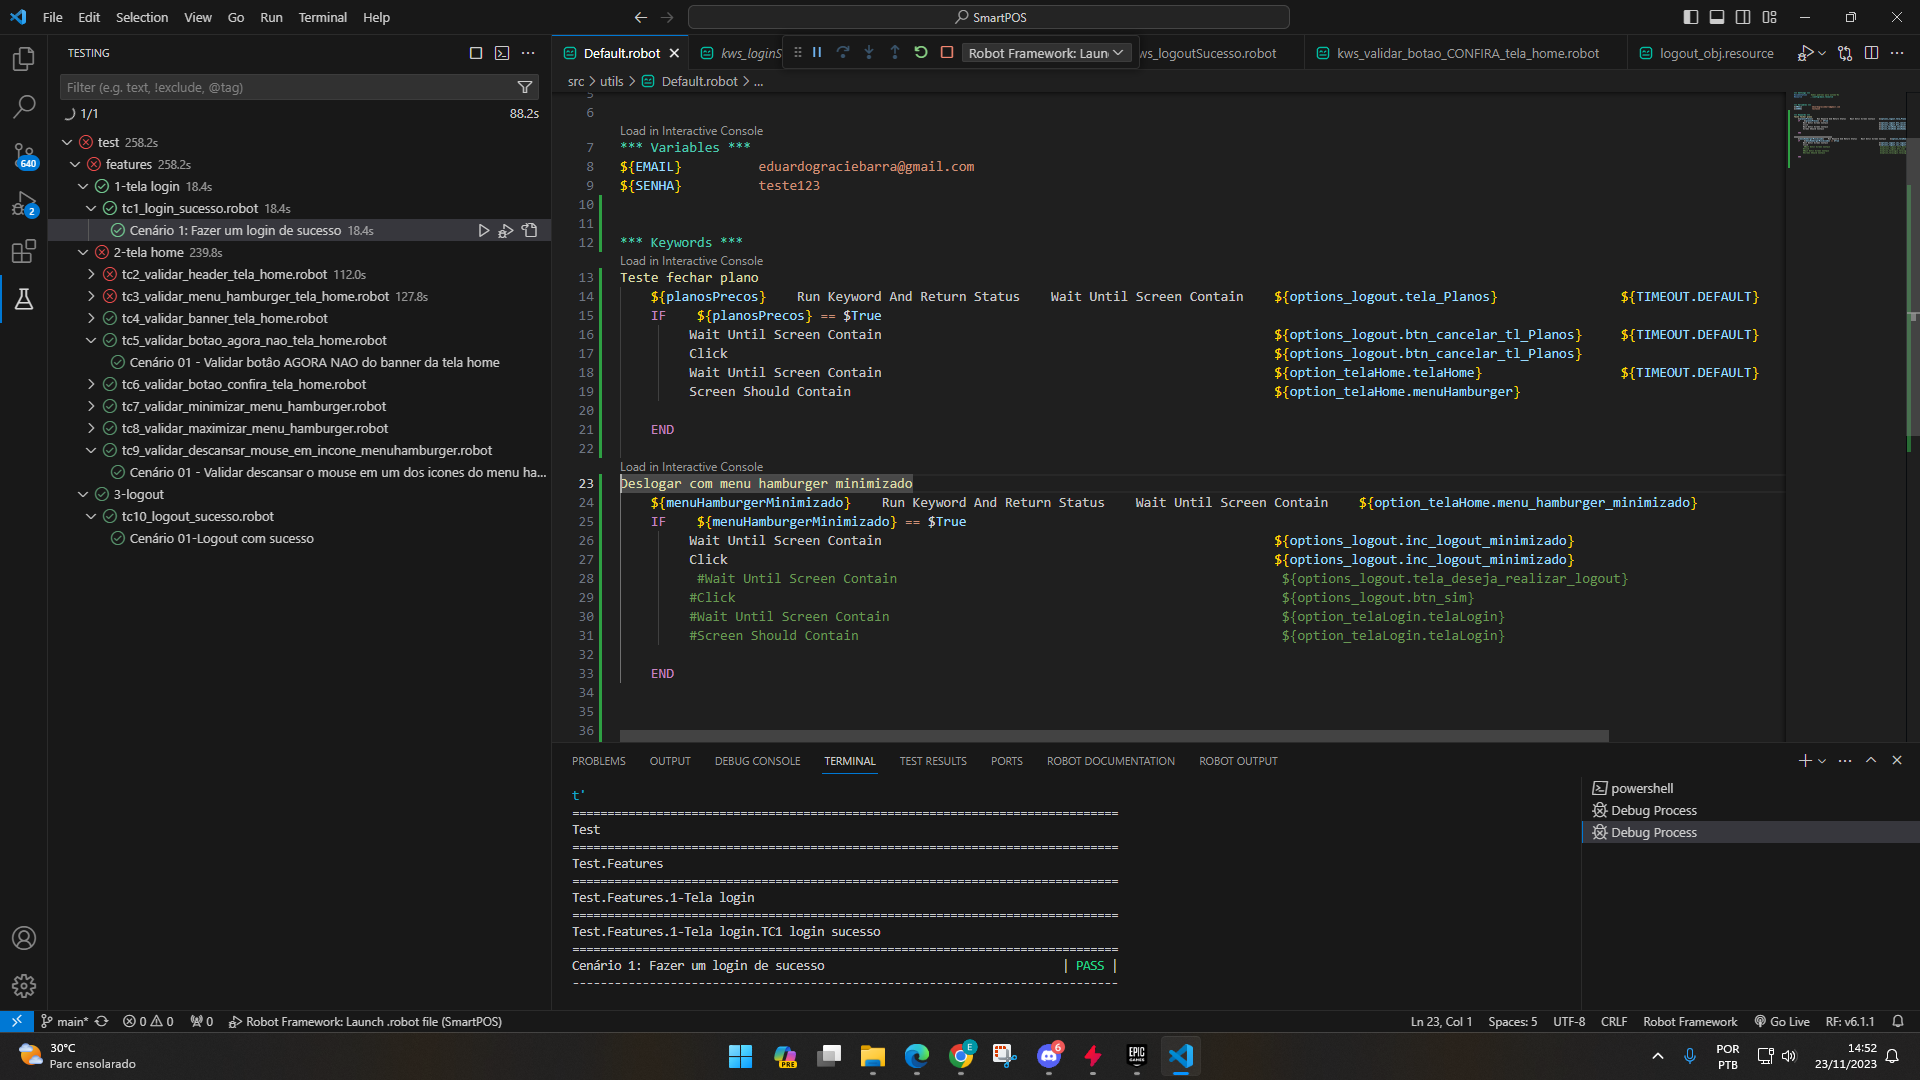 File Edit Selection View Go Run Terminal Help
SmartPOS
TESTING
Filter (e.g. text, !exclude, @tag)
1/1
88.2s
test 258.2s
features 258.2s
1-tela login 18.4s
tc1_login_sucesso.robot 18.4s
Cenário 1: Fazer um login de sucesso 18.4s
2-tela home 239.8s
tc2_validar_header_tela_home.robot 112.0s
tc3_validar_menu_hamburger_tela_home.robot 127.8s
tc4_validar_banner_tela_home.robot
tc5_validar_botao_agora_nao_tela_home.robot
Cenário 01 - Validar botâo AGORA NAO do banner da tela home
tc6_validar_botao_confira_tela_home.robot
tc7_validar_minimizar_menu_hamburger.robot
tc8_validar_maximizar_menu_hamburger.robot
tc9_validar_descansar_mouse_em_incone_menuhamburger.robot
Cenário 01 - Validar descansar o mouse em um dos icones do menu ha...
3-logout
tc10_logout_sucesso.robot
Cenário 01-Logout com sucesso
640
2
Default.robot
kws_loginS
Robot Framework: Laun
ws_logoutSucesso.robot
kws_validar_botao_CONFIRA_tela_home.robot
logout_obj.resource
src > utils > Default.robot > ...
5
6
Load in Interactive Console
7 *** Variables ***
8 ${EMAIL} eduardograciebarra@gmail.com
9 ${SENHA} teste123
10
11
12 *** Keywords ***
Load in Interactive Console
13 Teste fechar plano
14 ${planosPrecos} Run Keyword And Return Status Wait Until Screen Contain ${options_logout.tela_Planos} ${TIMEOUT.DEFAULT}
15 IF ${planosPrecos} == $True
16 Wait Until Screen Contain ${options_logout.btn_cancelar_tl_Planos} ${TIMEOUT.DEFAULT}
17 Click ${options_logout.btn_cancelar_tl_Planos}
18 Wait Until Screen Contain ${option_telaHome.telaHome} ${TIMEOUT.DEFAULT}
19 Screen Should Contain ${option_telaHome.menuHamburger}
20
21 END
22
Load in Interactive Console
23 Deslogar com menu hamburger minimizado
24 ${menuHamburgerMinimizado} Run Keyword And Return Status Wait Until Screen Contain ${option_telaHome.menu_hamburger_minimizado}
25 IF ${menuHamburgerMinimizado} == $True
26 Wait Until Screen Contain ${options_logout.inc_logout_minimizado}
27 Click ${options_logout.inc_logout_minimizado}
28 #Wait Until Screen Contain ${options_logout.tela_deseja_realizar_logout}
29 #Click ${options_logout.btn_sim}
30 #Wait Until Screen Contain ${option_telaLogin.telaLogin}
31 #Screen Should Contain ${option_telaLogin.telaLogin}
32
33 END
34
35
36
PROBLEMS OUTPUT DEBUG CONSOLE TERMINAL TEST RESULTS PORTS ROBOT DOCUMENTATION ROBOT OUTPUT
t'
==============================================================================
Test
==============================================================================
Test.Features
==============================================================================
Test.Features.1-Tela login
==============================================================================
Test.Features.1-Tela login.TC1 login sucesso
==============================================================================
Cenário 1: Fazer um login de sucesso | PASS |
------------------------------------------------------------------------------
powershell
Debug Process
Debug Process
main* 0 0 0 Robot Framework: Launch .robot file (SmartPOS)
Ln 23, Col 1 Spaces: 5 UTF-8 CRLF Robot Framework Go Live RF: v6.1.1
30°C
Parc ensolarado
PRE
E
6
EPIC GAMES
POR
PTB
14:52
23/11/2023